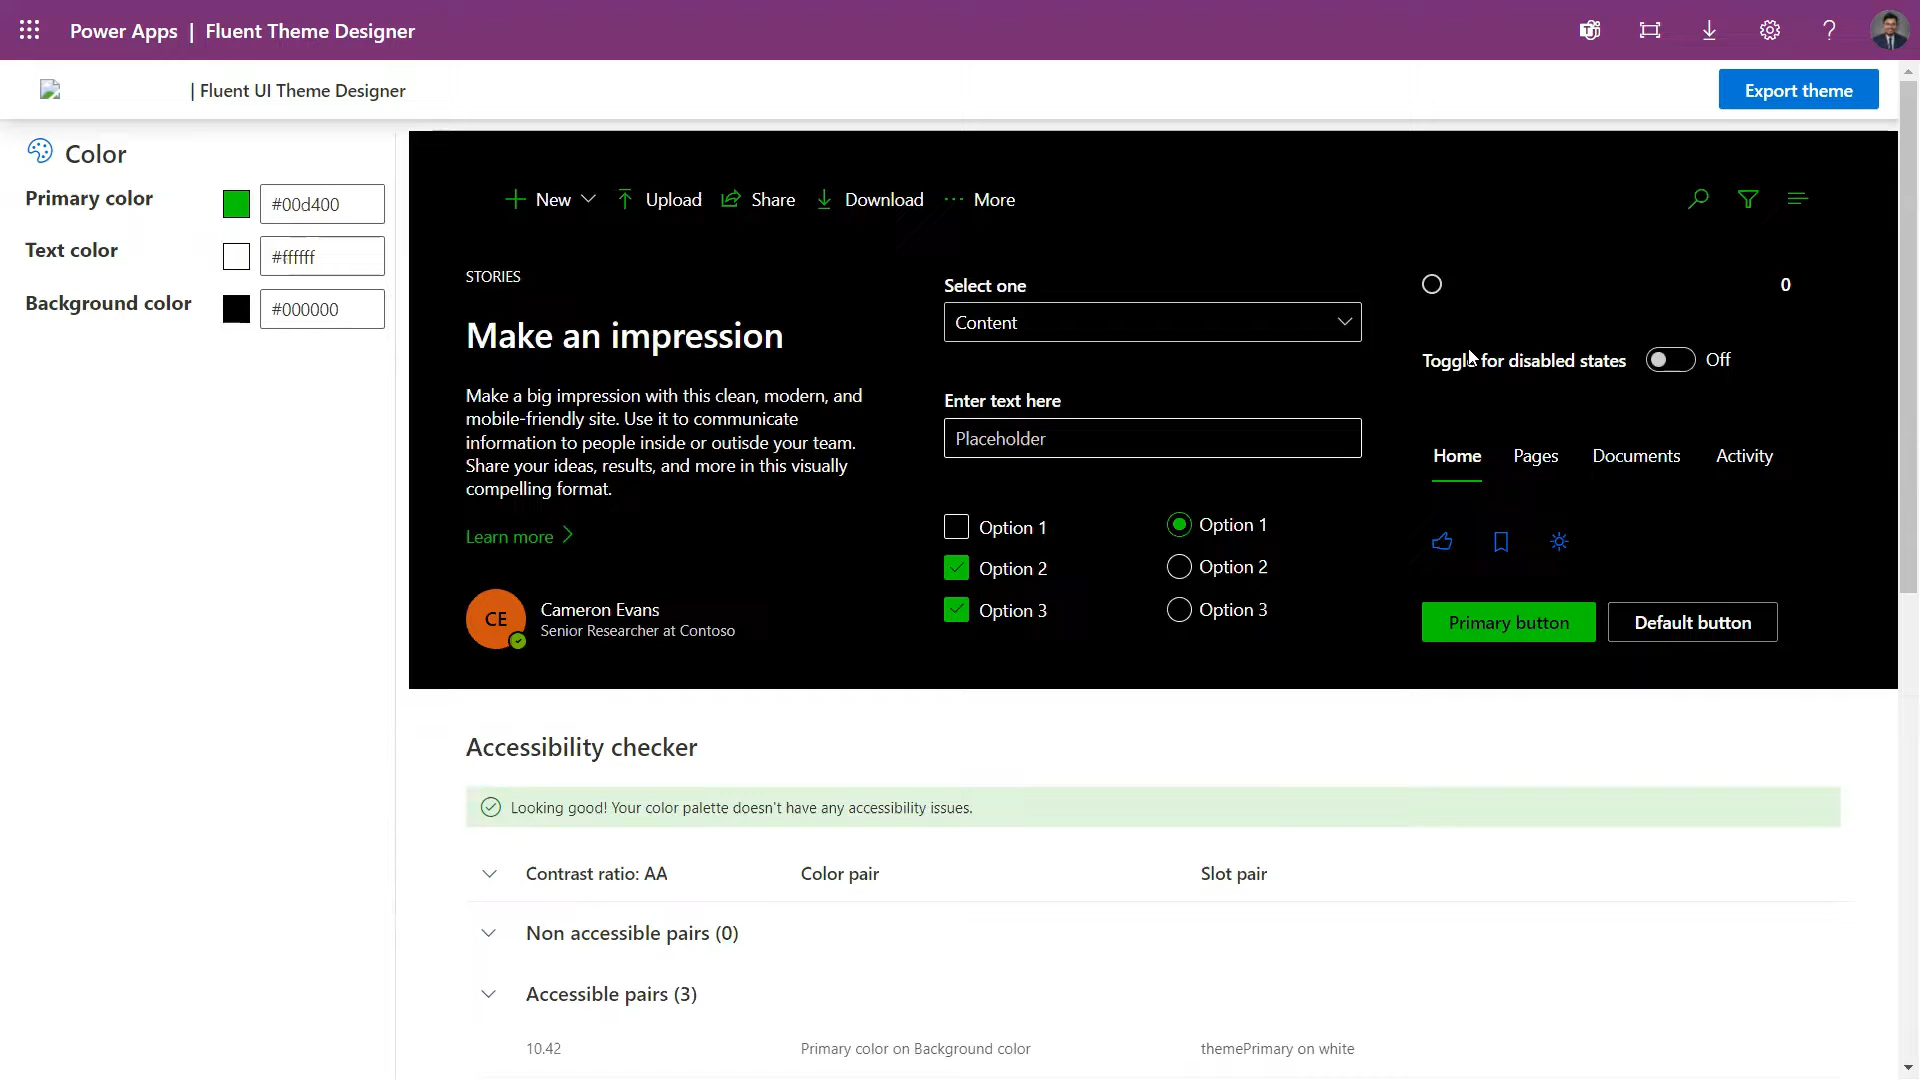 Power Apps | Fluent Theme Designer
| Fluent UI Theme Designer
Export theme
Color
Primary color
#00d400
Text color
#ffffff
Background color
#000000
New
Upload
Share
Download
More
STORIES
Make an impression
Make a big impression with this clean, modern, and
mobile-friendly site. Use it to communicate
information to people inside or outisde your team.
Share your ideas, results, and more in this visually
compelling format.
Learn more
CE
Cameron Evans
Senior Researcher at Contoso
Select one
Content
Enter text here
Placeholder
Option 1
Option 2
Option 3
Option 1
Option 2
Option 3
0
Toggle for disabled states
Off
Home
Pages
Documents
Activity
Primary button
Default button
Accessibility checker
Looking good! Your color palette doesn't have any accessibility issues.
Contrast ratio: AA
Color pair
Slot pair
Non accessible pairs (0)
Accessible pairs (3)
10.42
Primary color on Background color
themePrimary on white